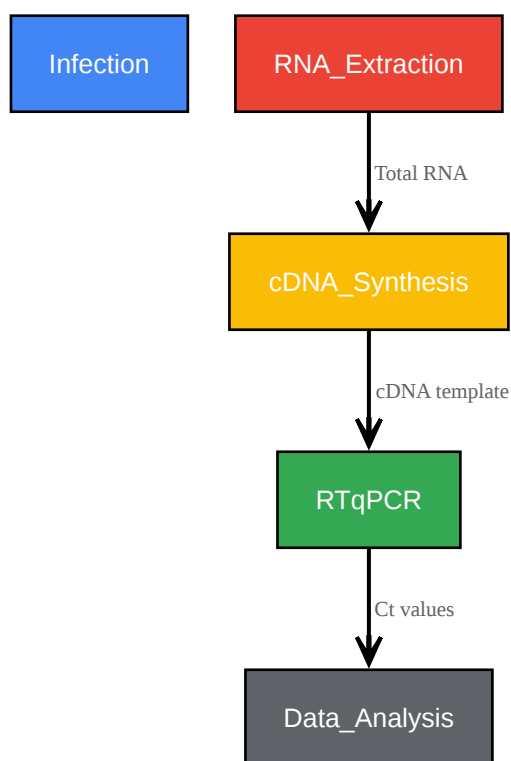 Infection
RNA_Extraction
Total RNA
cDNA_Synthesis
cDNA template
RTqPCR
Ct values
Data_Analysis